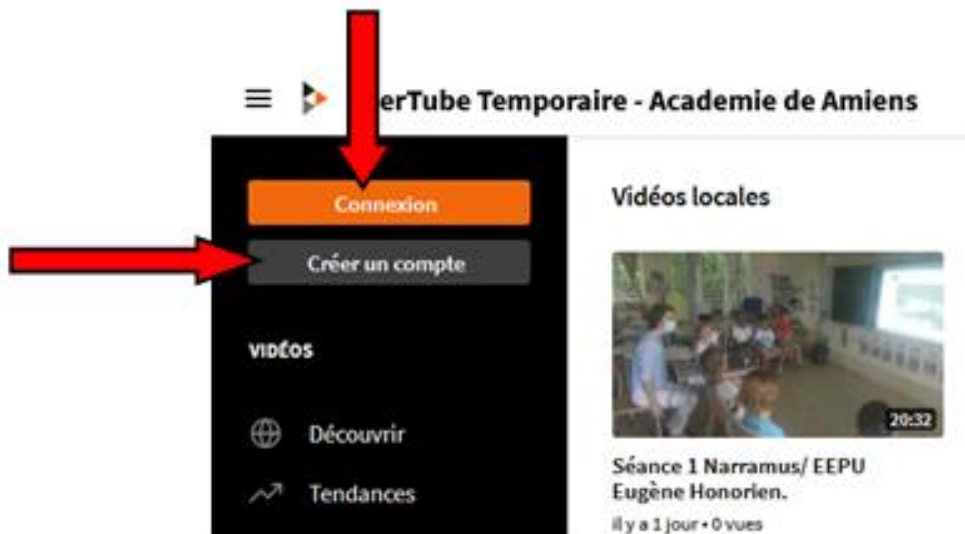 erTube Temporaire - Academie de Amiens
Connexion
Créer un compte
VIDÉOS
Découvrir
Tendances
Vidéos locales
20:32
Séance 1 Narramus/ EEPU
Eugène Honorien.
il y a 1 jour • 0 vues